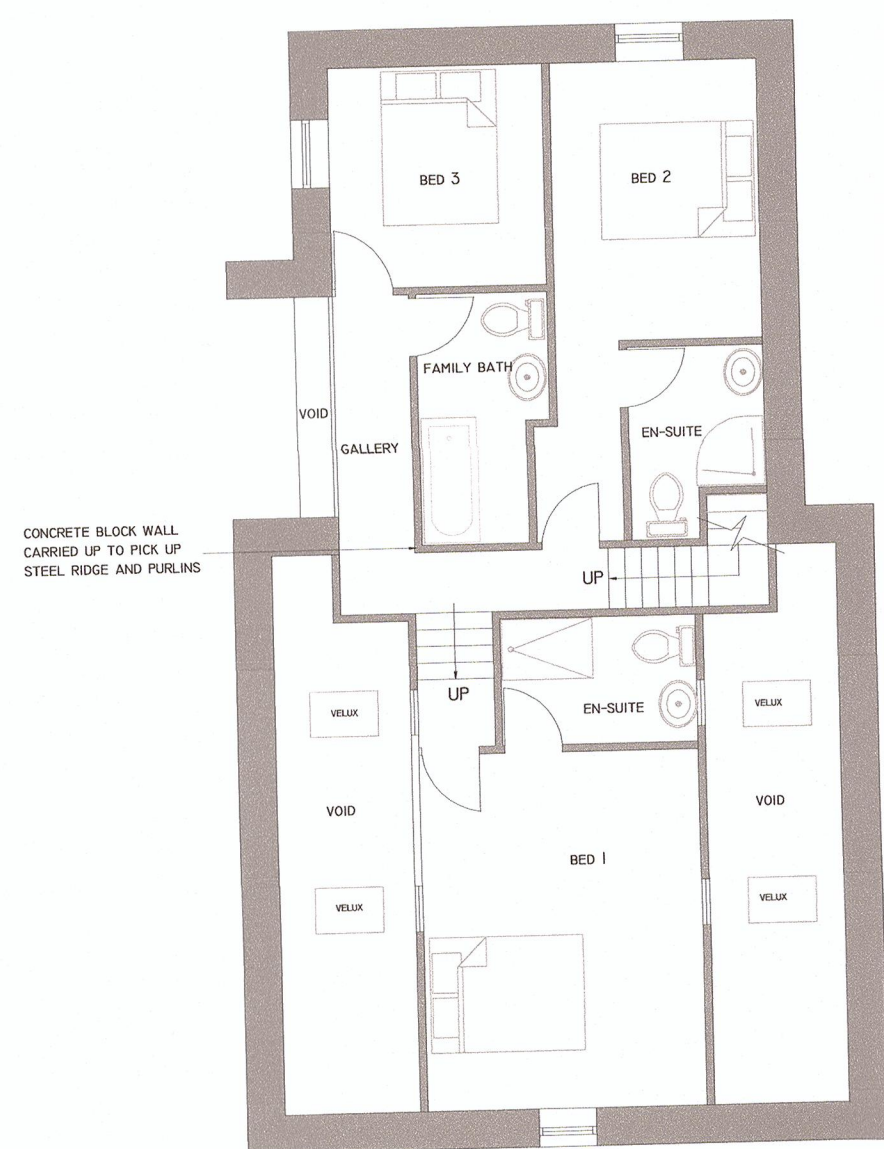 BED 3
BED 2
FAMILY BATH
VOID
GALLERY
EN-SUITE
CONCRETE BLOCK WALL
CARRIED UP TO PICK UP
STEEL RIDGE AND PURLINS
UP
UP
EN-SUITE
VELUX
VELUX
VOID
VOID
BED 1
VELUX
VELUX